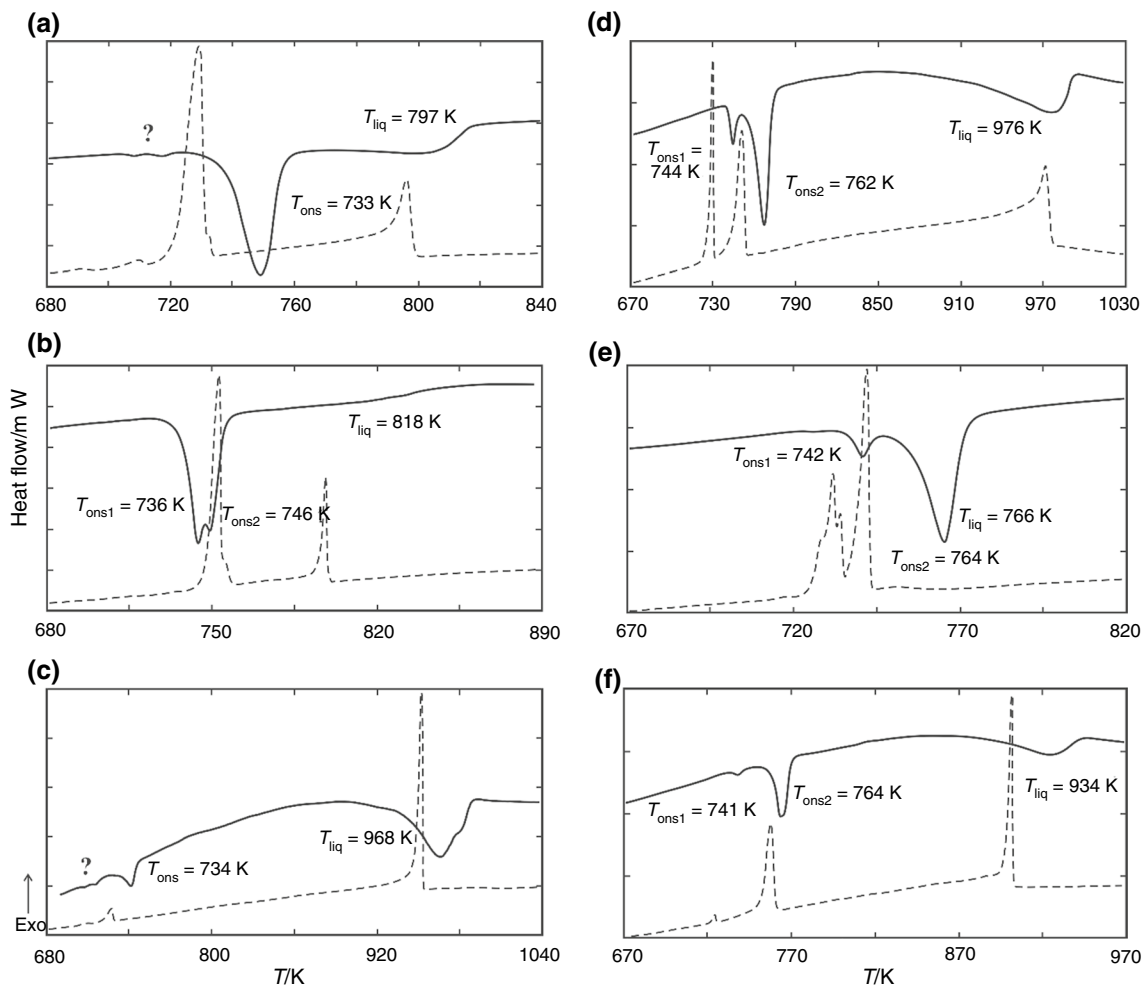 (a)
?
T_liq = 797 K
T_ons = 733 K
680 720 760 800 840
(b)
T_liq = 818 K
T_ons1 = 736 K
T_ons2 = 746 K
680 750 820 890
(c)
?
T_ons = 734 K
T_liq = 968 K
680 800 920 1040
T/K
Heat flow/m W
Exo
(d)
T_ons1 =
744 K
T_ons2 = 762 K
T_liq = 976 K
670 730 790 850 910 970 1030
(e)
T_ons1 = 742 K
T_liq = 766 K
T_ons2 = 764 K
670 720 770 820
(f)
T_ons1 = 741 K
T_ons2 = 764 K
T_liq = 934 K
670 770 870 970
T/K